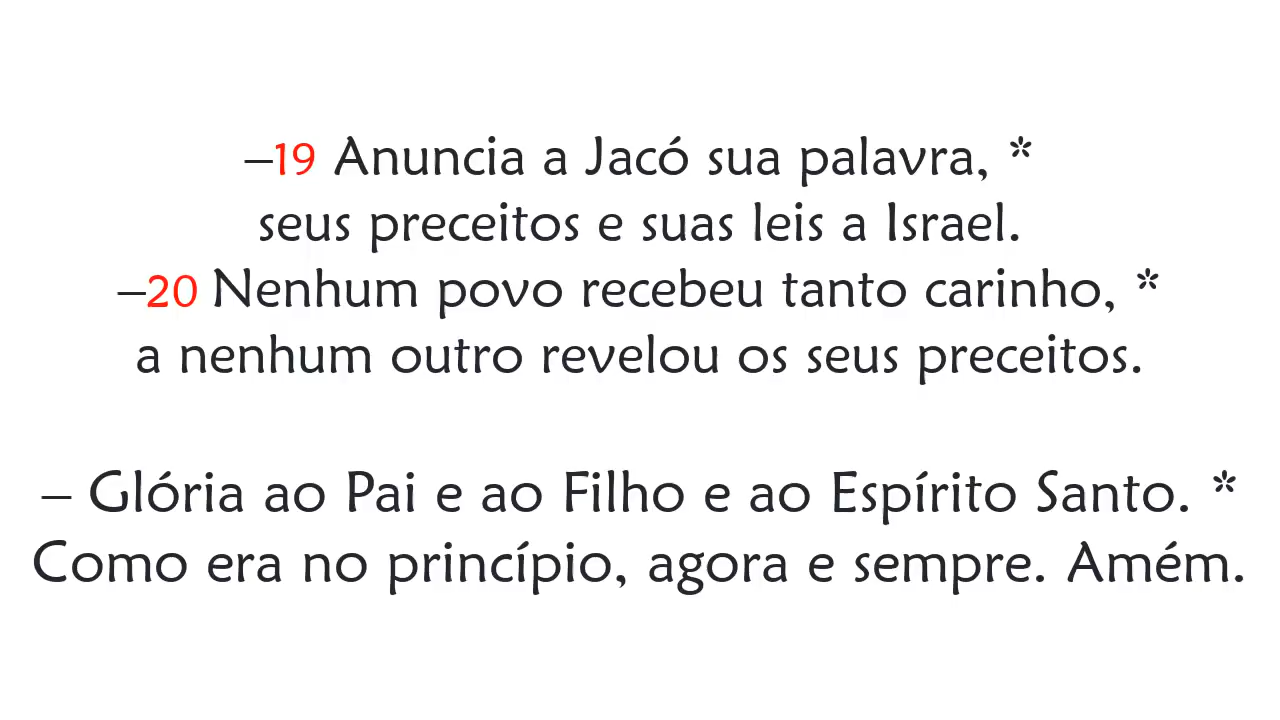 –19 Anuncia a Jacó sua palavra, *
seus preceitos e suas leis a Israel.
–20 Nenhum povo recebeu tanto carinho, *
a nenhum outro revelou os seus preceitos.
– Glória ao Pai e ao Filho e ao Espírito Santo. *
Como era no princípio, agora e sempre. Amém.